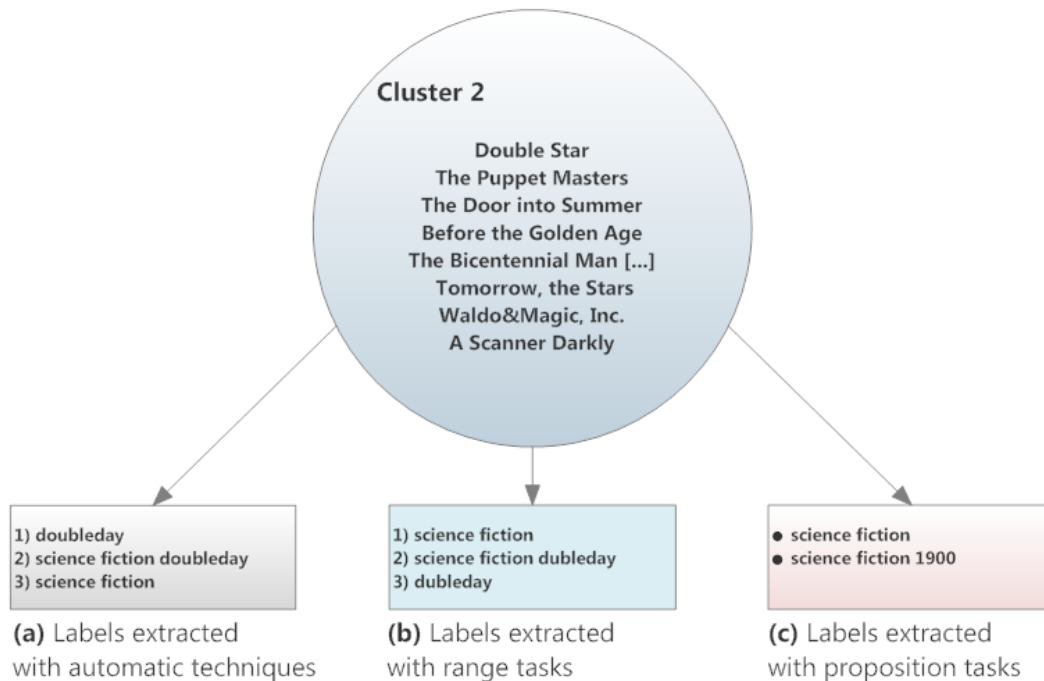 Cluster 2
Double Star
The Puppet Masters
The Door into Summer
Before the Golden Age
The Bicentennial Man [...]
Tomorrow, the Stars
Waldo&Magic, Inc.
A Scanner Darkly
1) doubleday
2) science fiction doubleday
3) science fiction
(a) Labels extracted
with automatic techniques
1) science fiction
2) science fiction dubleday
3) dubleday
(b) Labels extracted
with range tasks
● science fiction
● science fiction 1900
(c) Labels extracted
with proposition tasks